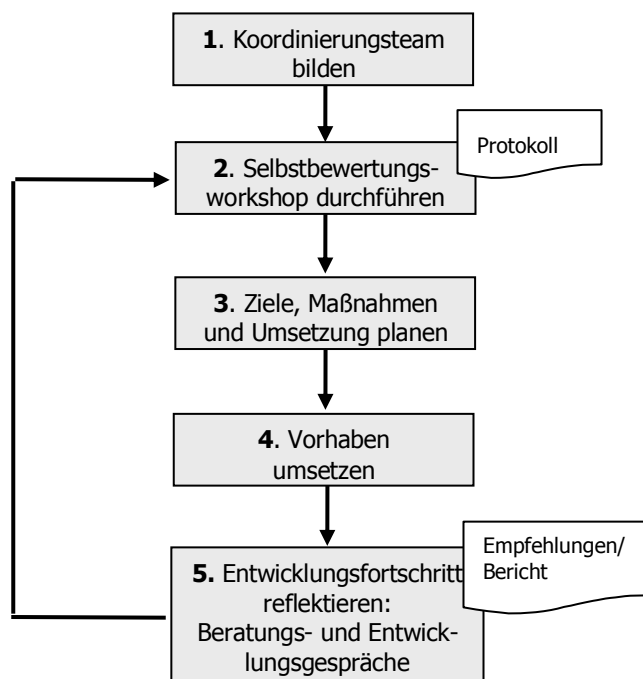 1. Koordinierungsteam
bilden
Protokoll
2. Selbstbewertungs-
workshop durchführen
3. Ziele, Maßnahmen
und Umsetzung planen
4. Vorhaben
umsetzen
Empfehlungen/
Bericht
5. Entwicklungsfortschritt
reflektieren:
Beratungs- und Entwick-
lungsgespräche